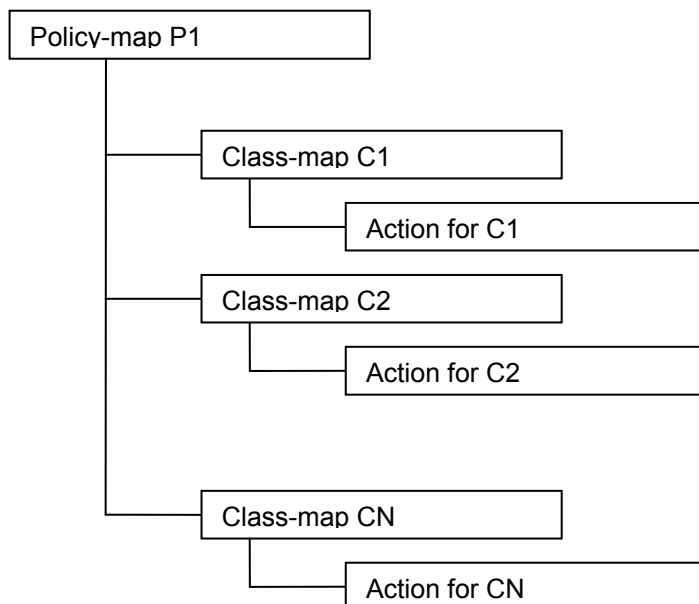 Policy-map P1
Class-map C1
Action for C1
Class-map C2
Action for C2
Class-map CN
Action for CN